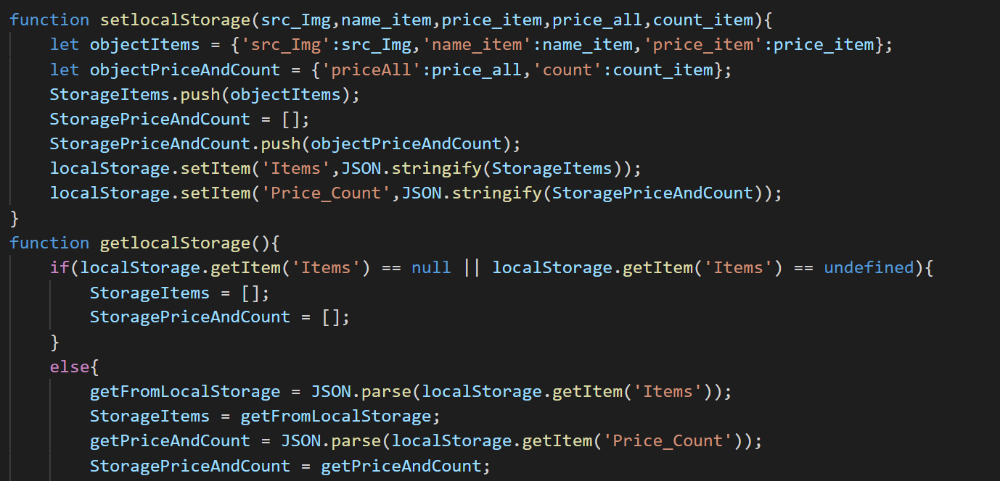 function setlocalStorage(src_Img,name_item,price_item,price_all,count_item){
    let objectItems = {'src_Img':src_Img,'name_item':name_item,'price_item':price_item};
    let objectPriceAndCount = {'priceAll':price_all,'count':count_item};
    StorageItems.push(objectItems);
    StoragePriceAndCount = [];
    StoragePriceAndCount.push(objectPriceAndCount);
    localStorage.setItem('Items',JSON.stringify(StorageItems));
    localStorage.setItem('Price_Count',JSON.stringify(StoragePriceAndCount));
}
function getlocalStorage(){
    if(localStorage.getItem('Items') == null || localStorage.getItem('Items') == undefined){
        StorageItems = [];
        StoragePriceAndCount = [];
    }
    else{
        getFromLocalStorage = JSON.parse(localStorage.getItem('Items'));
        StorageItems = getFromLocalStorage;
        getPriceAndCount = JSON.parse(localStorage.getItem('Price_Count'));
        StoragePriceAndCount = getPriceAndCount;